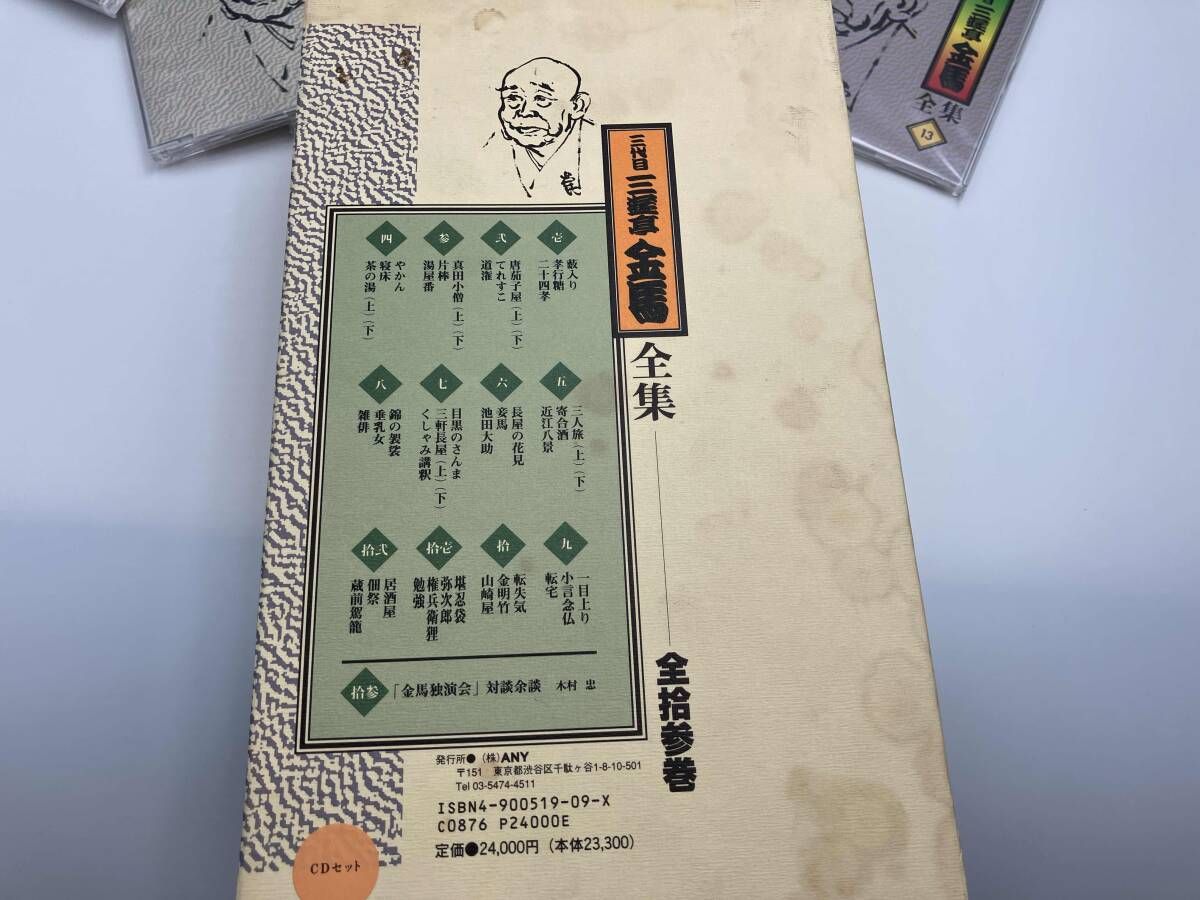 三代目 三遊亭 金馬
全集
全拾参巻
壱
藪入り
孝行糖
二十四孝
弐
唐茄子屋(上)(下)
てれすこ
道潅
参
真田小僧(上)(下)
片棒
湯屋番
四
やかん
寝床
茶の湯(上)(下)
五
三人旅(上)(下)
寄合酒
近江八景
六
長屋の花見
妾馬
池田大助
七
目黒のさんま
三軒長屋(上)(下)
くしゃみ講釈
八
錦の袈裟
垂乳女
雑俳
九
一目上り
小言念仏
転宅
拾
転失気
金明竹
山崎屋
拾壱
堪忍袋
弥次郎
権兵衛狸
勉強
拾弐
居酒屋
佃祭
蔵前駕籠
拾参
「金馬独演会」対談余談 木村 忠
発行所●(株)ANY
〒151 東京都渋谷区千駄ヶ谷1-8-10-501
Tel 03-5474-4511
ISBN4-900519-09-X
C0876 P24000E
定価●24,000円(本体23,300)
CDセット
三遊亭 金馬
全集
13